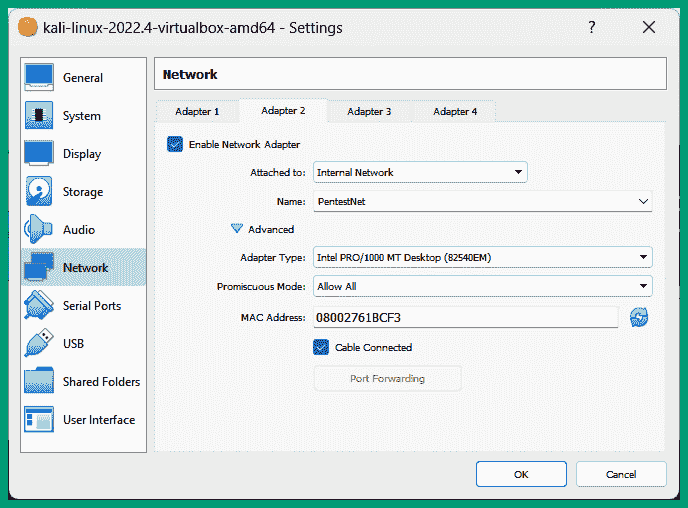 kali-linux-2022.4-virtualbox-amd64 - Settings
?
General
System
Display
Storage
Audio
Network
Serial Ports
USB
Shared Folders
User Interface
Network
Adapter 1 Adapter 2 Adapter 3 Adapter 4
Enable Network Adapter
Attached to: Internal Network
Name: PentestNet
Advanced
Adapter Type: Intel PRO/1000 MT Desktop (82540EM)
Promiscuous Mode: Allow All
MAC Address: 08002761BCF3
Cable Connected
Port Forwarding
OK Cancel